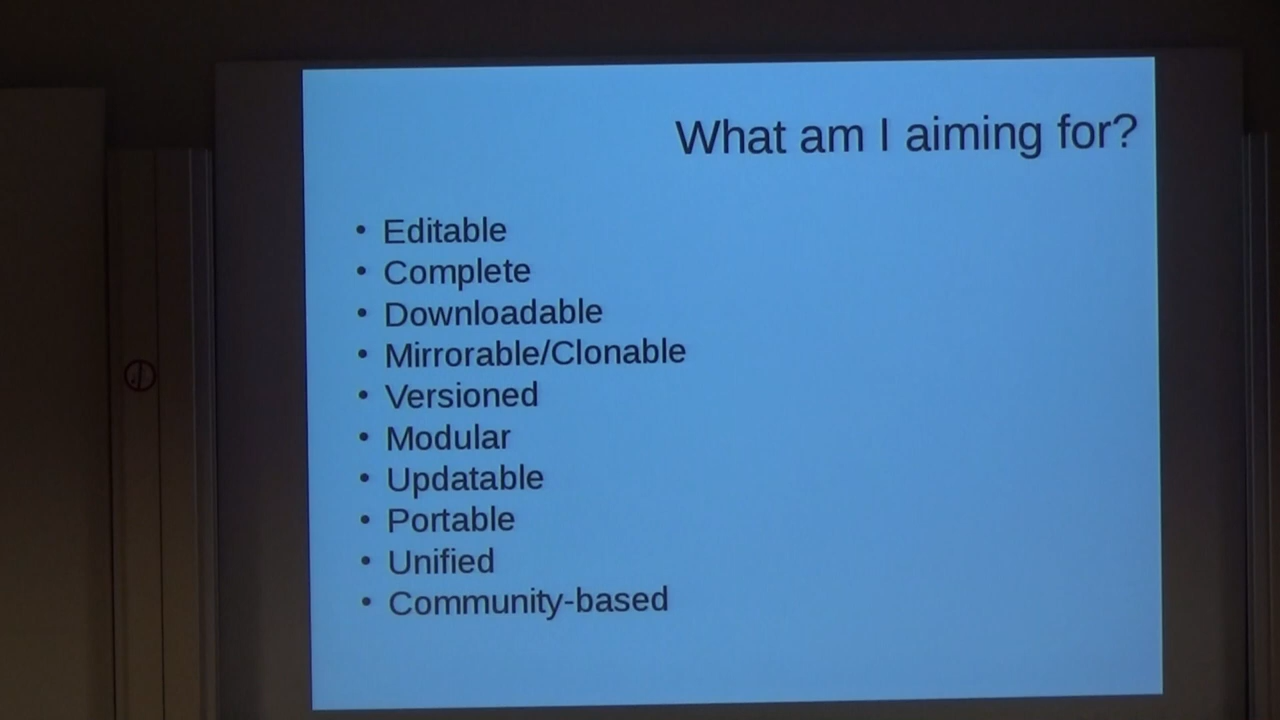 What am I aiming for?
• Editable
• Complete
• Downloadable
• Mirrorable/Clonable
• Versioned
• Modular
• Updatable
• Portable
• Unified
• Community-based